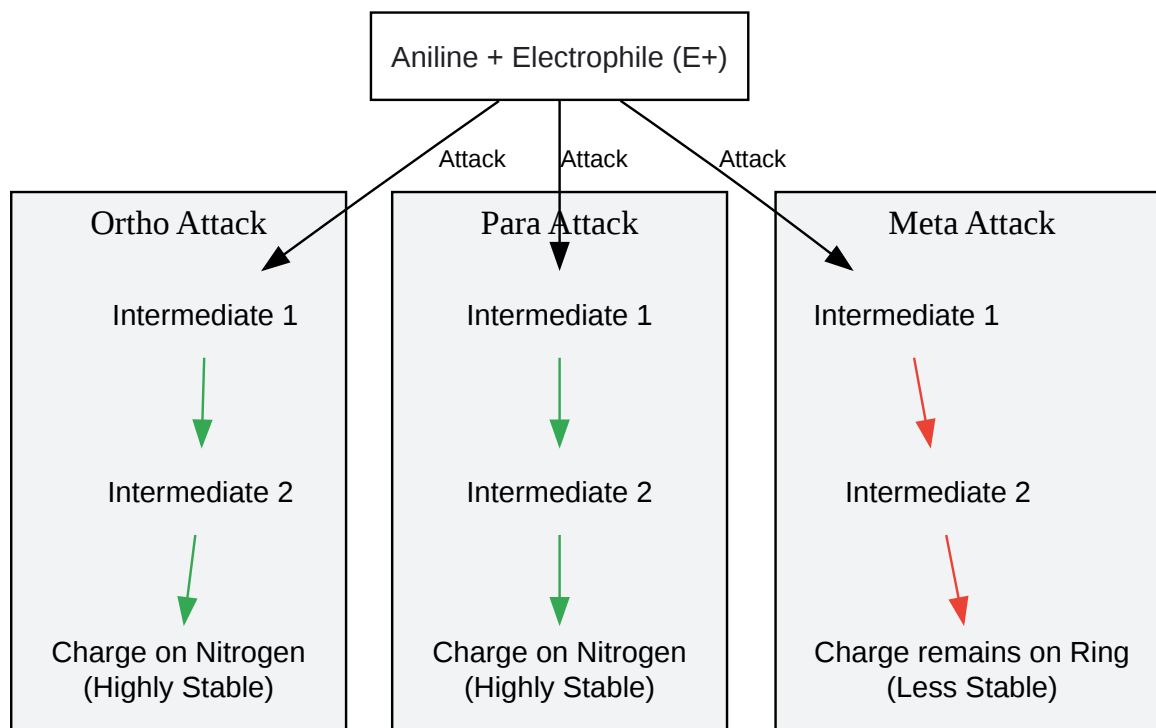 Aniline + Electrophile (E+)
Attack
Attack
Attack
Ortho Attack
Para Attack
Meta Attack
Intermediate 1
Intermediate 1
Intermediate 1
Intermediate 2
Intermediate 2
Intermediate 2
Charge on Nitrogen
(Highly Stable)
Charge on Nitrogen
(Highly Stable)
Charge remains on Ring
(Less Stable)